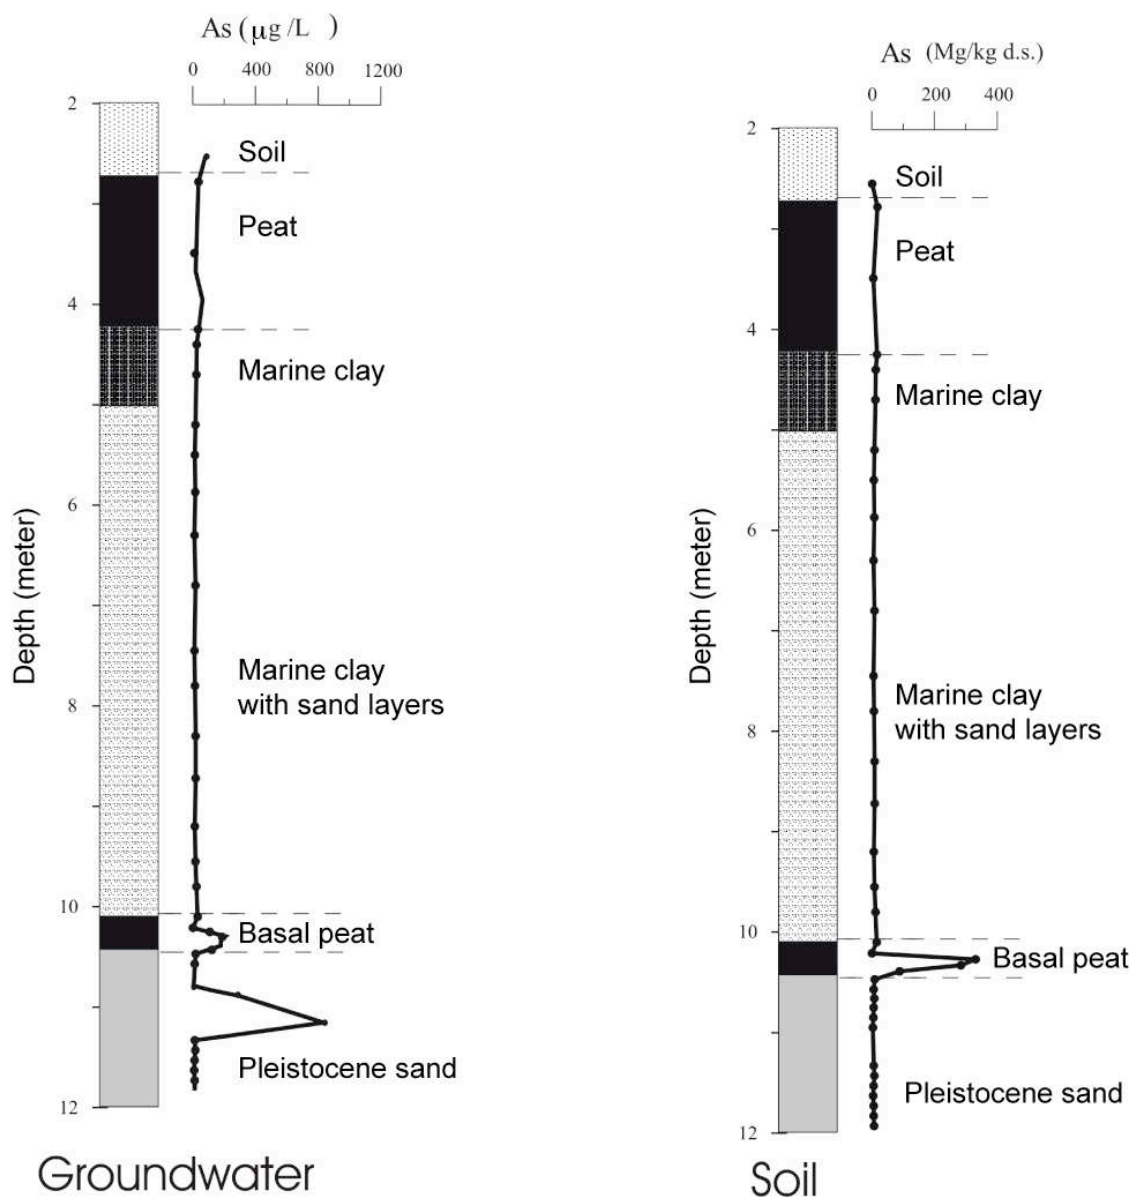 As (μg /L )
0 400 800 1200
2
Soil
Peat
4
Marine clay
6
Depth (meter)
Marine clay
with sand layers
8
10
Basal peat
Pleistocene sand
12
Groundwater
As (Mg/kg d.s.)
0 200 400
2
Soil
Peat
4
Marine clay
6
Depth (meter)
Marine clay
with sand layers
8
10
Basal peat
Pleistocene sand
12
Soil